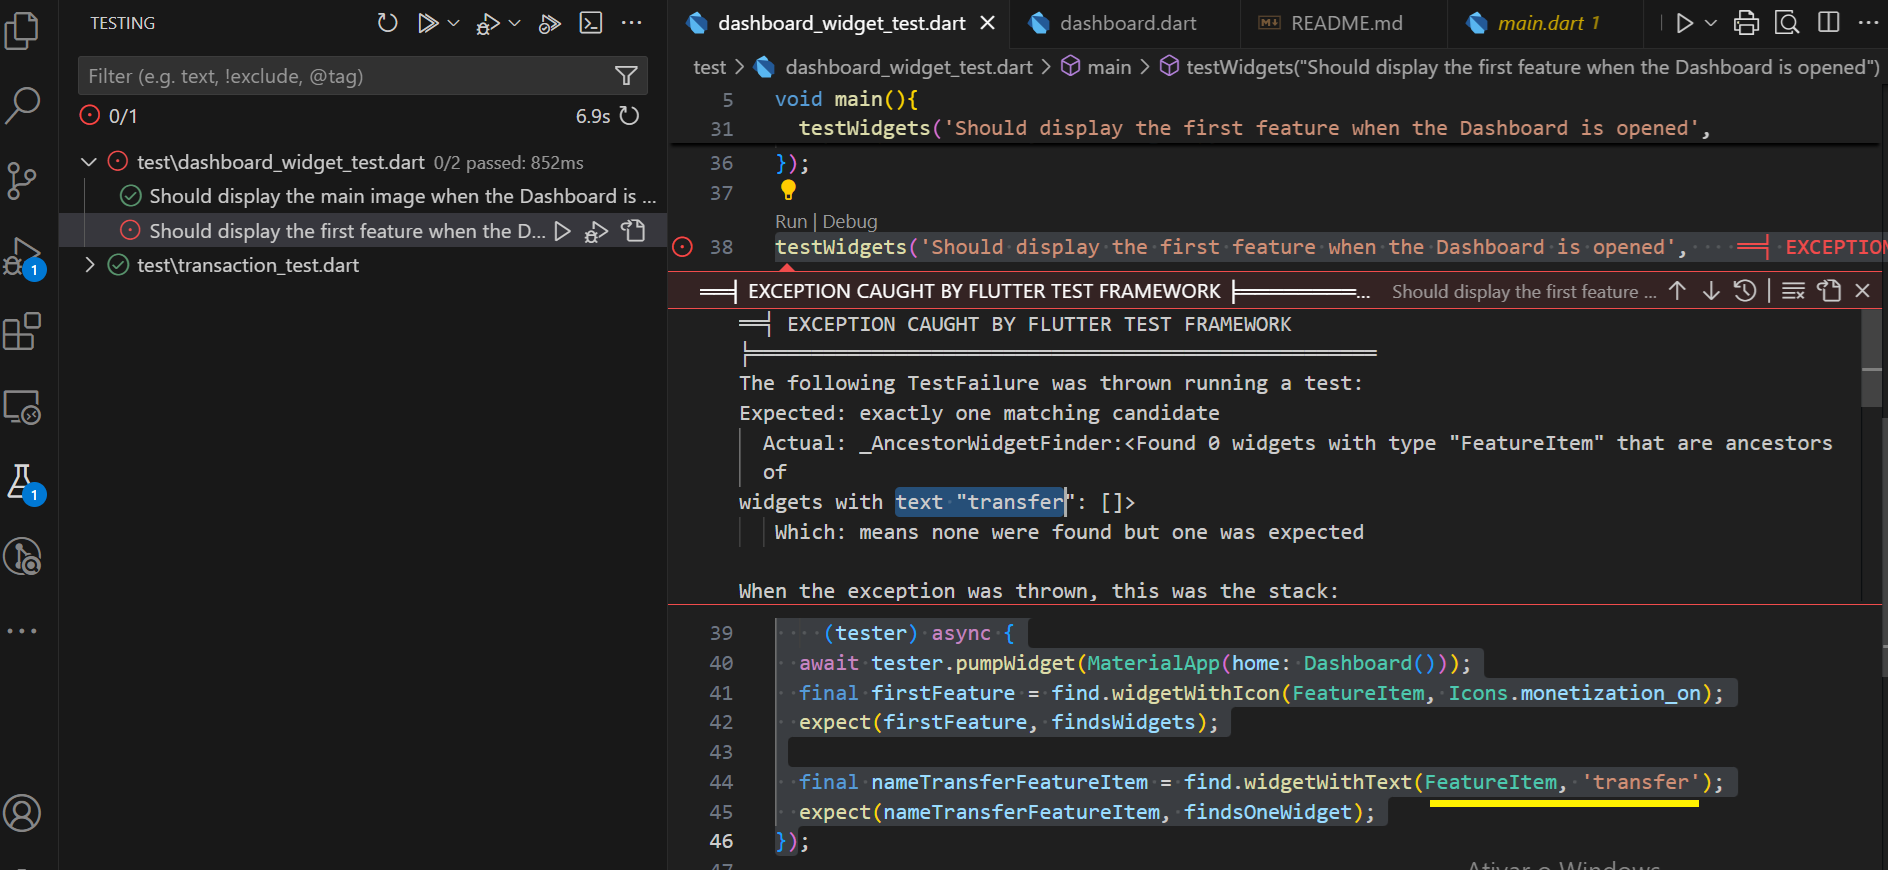 TESTING
Filter (e.g. text, !exclude, @tag)
0/1
6.9s
test\dashboard_widget_test.dart 0/2 passed: 852ms
Should display the main image when the Dashboard is ...
Should display the first feature when the D...
test\transaction_test.dart
1
1
dashboard_widget_test.dart
dashboard.dart
README.md
main.dart 1
test > dashboard_widget_test.dart > main > testWidgets("Should display the first feature when the Dashboard is opened")
5 void main(){
31 testWidgets('Should display the first feature when the Dashboard is opened',
36 });
37
Run | Debug
38 testWidgets('Should display the first feature when the Dashboard is opened', ══╡ EXCEPTION
══╡ EXCEPTION CAUGHT BY FLUTTER TEST FRAMEWORK ╞═══════════... Should display the first feature ...
══╡ EXCEPTION CAUGHT BY FLUTTER TEST FRAMEWORK
╞════════════════════════════════════════════════════
The following TestFailure was thrown running a test:
Expected: exactly one matching candidate
Actual: _AncestorWidgetFinder:<Found 0 widgets with type "FeatureItem" that are ancestors
of
widgets with text "transfer": []>
Which: means none were found but one was expected
When the exception was thrown, this was the stack:
39 (tester) async {
40 await tester.pumpWidget(MaterialApp(home: Dashboard()));
41 final firstFeature = find.widgetWithIcon(FeatureItem, Icons.monetization_on);
42 expect(firstFeature, findsWidgets);
43
44 final nameTransferFeatureItem = find.widgetWithText(FeatureItem, 'transfer');
45 expect(nameTransferFeatureItem, findsOneWidget);
46 });
47
Ativar o Windows